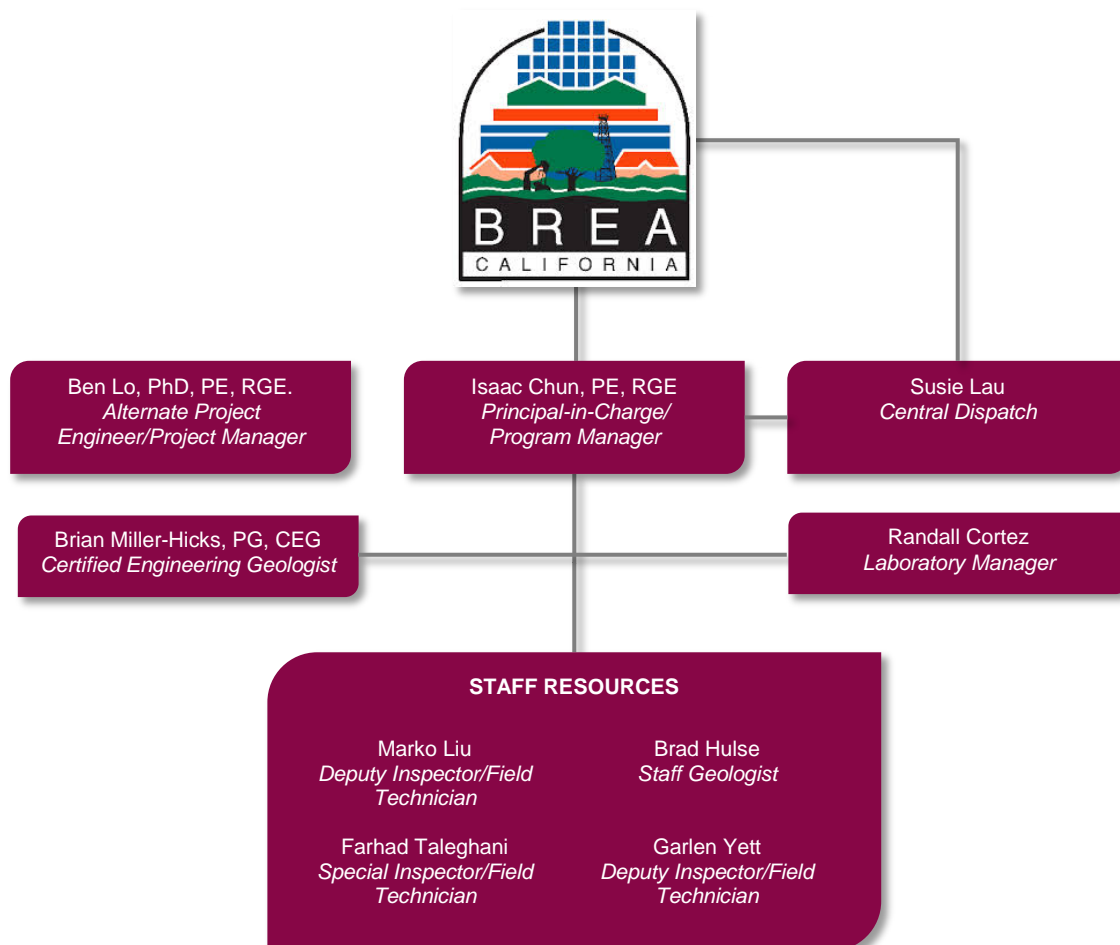 BREA
CALIFORNIA
Ben Lo, PhD, PE, RGE.
Alternate Project
Engineer/Project Manager
Isaac Chun, PE, RGE
Principal-in-Charge/
Program Manager
Susie Lau
Central Dispatch
Brian Miller-Hicks, PG, CEG
Certified Engineering Geologist
Randall Cortez
Laboratory Manager
STAFF RESOURCES
Marko Liu
Deputy Inspector/Field
Technician
Brad Hulse
Staff Geologist
Farhad Taleghani
Special Inspector/Field
Technician
Garlen Yett
Deputy Inspector/Field
Technician